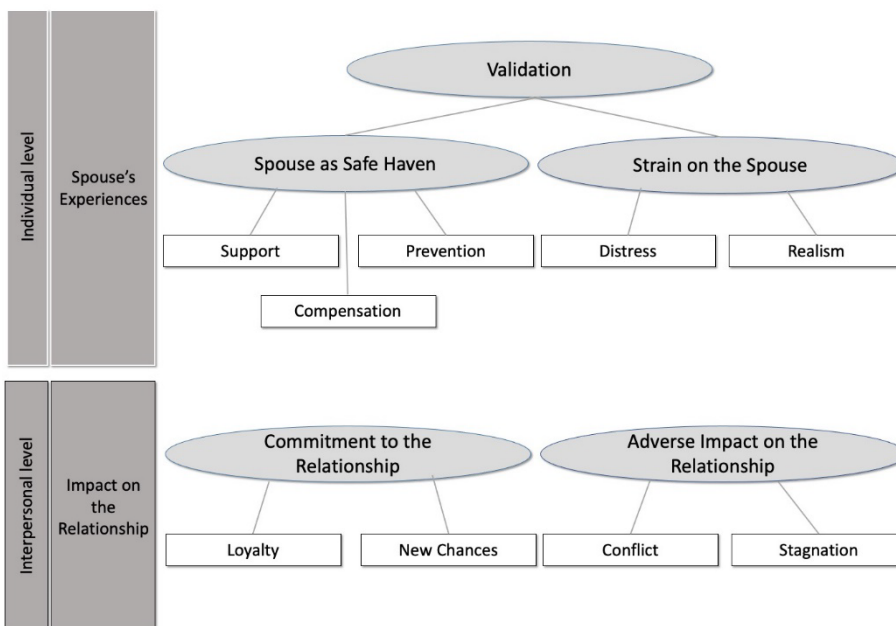 Individual level
Spouse's
Experiences
Validation
Spouse as Safe Haven
Strain on the Spouse
Support
Prevention
Distress
Realism
Compensation
Interpersonal level
Impact on
the
Relationship
Commitment to the
Relationship
Adverse Impact on the
Relationship
Loyalty
New Chances
Conflict
Stagnation